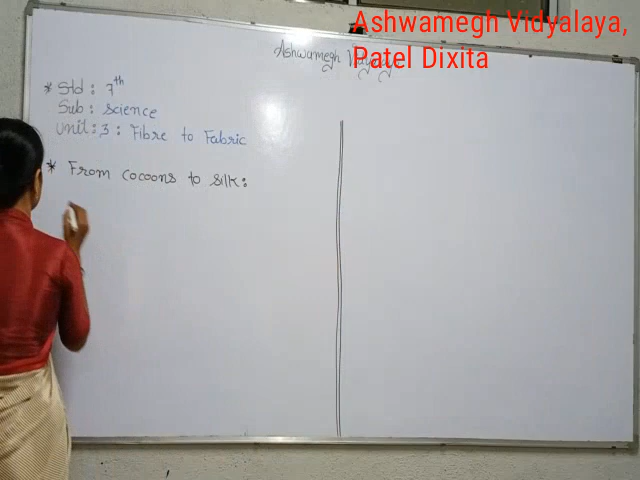 Ashwamegh Vidyalaya,
Patel Dixita
Ashwamegh
* Std : 7th
Sub : Science
Unit : 3 : Fibre to Fabric
* From cocoons to silk :